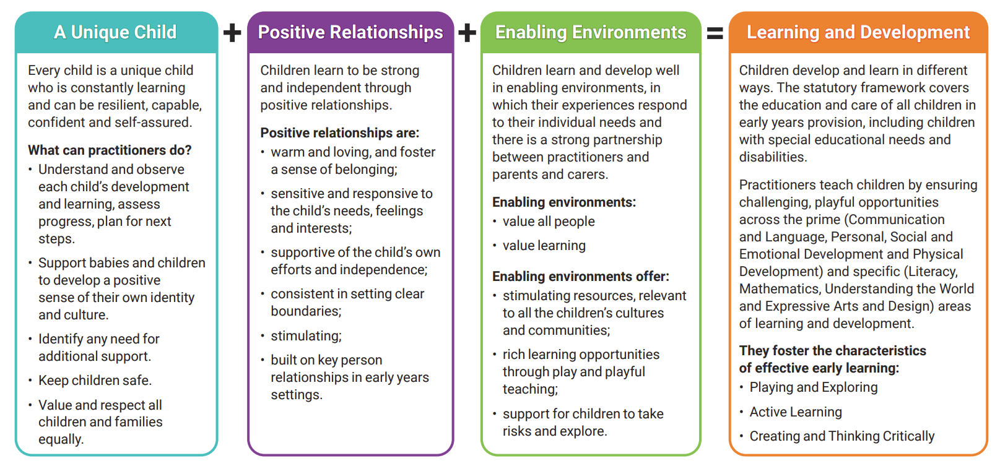 A Unique Child
Every child is a unique child
who is constantly learning
and can be resilient, capable,
confident and self-assured.
What can practitioners do?
• Understand and observe
each child’s development
and learning, assess
progress, plan for next
steps.
• Support babies and children
to develop a positive
sense of their own identity
and culture.
• Identify any need for
additional support.
• Keep children safe.
• Value and respect all
children and families
equally.
+
Positive Relationships
Children learn to be strong
and independent through
positive relationships.
Positive relationships are:
• warm and loving, and foster
a sense of belonging;
• sensitive and responsive to
the child’s needs, feelings
and interests;
• supportive of the child’s own
efforts and independence;
• consistent in setting clear
boundaries;
• stimulating;
• built on key person
relationships in early years
settings.
+
Enabling Environments
Children learn and develop well
in enabling environments, in
which their experiences respond
to their individual needs and
there is a strong partnership
between practitioners and
parents and carers.
Enabling environments:
• value all people
• value learning
Enabling environments offer:
• stimulating resources, relevant
to all the children’s cultures
and communities;
• rich learning opportunities
through play and playful
teaching;
• support for children to take
risks and explore.
=
Learning and Development
Children develop and learn in different
ways. The statutory framework covers
the education and care of all children in
early years provision, including children
with special educational needs and
disabilities.
Practitioners teach children by ensuring
challenging, playful opportunities
across the prime (Communication
and Language, Personal, Social and
Emotional Development and Physical
Development) and specific (Literacy,
Mathematics, Understanding the World
and Expressive Arts and Design) areas
of learning and development.
They foster the characteristics
of effective early learning:
• Playing and Exploring
• Active Learning
• Creating and Thinking Critically